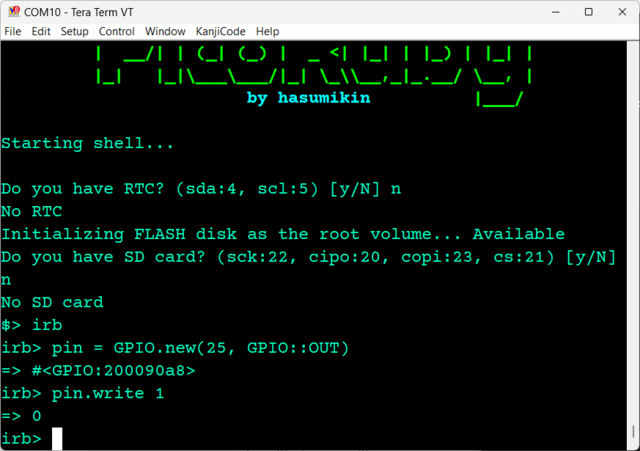 COM10 - Tera Term VT
File Edit Setup Control Window KanjiCode Help
by hasumikin
Starting shell...
Do you have RTC? (sda:4, scl:5) [y/N] n
No RTC
Initializing FLASH disk as the root volume... Available
Do you have SD card? (sck:22, cipo:20, copi:23, cs:21) [y/N]
n
No SD card
$> irb
irb> pin = GPIO.new(25, GPIO::OUT)
=> #<GPIO:200090a8>
irb> pin.write 1
=> 0
irb>